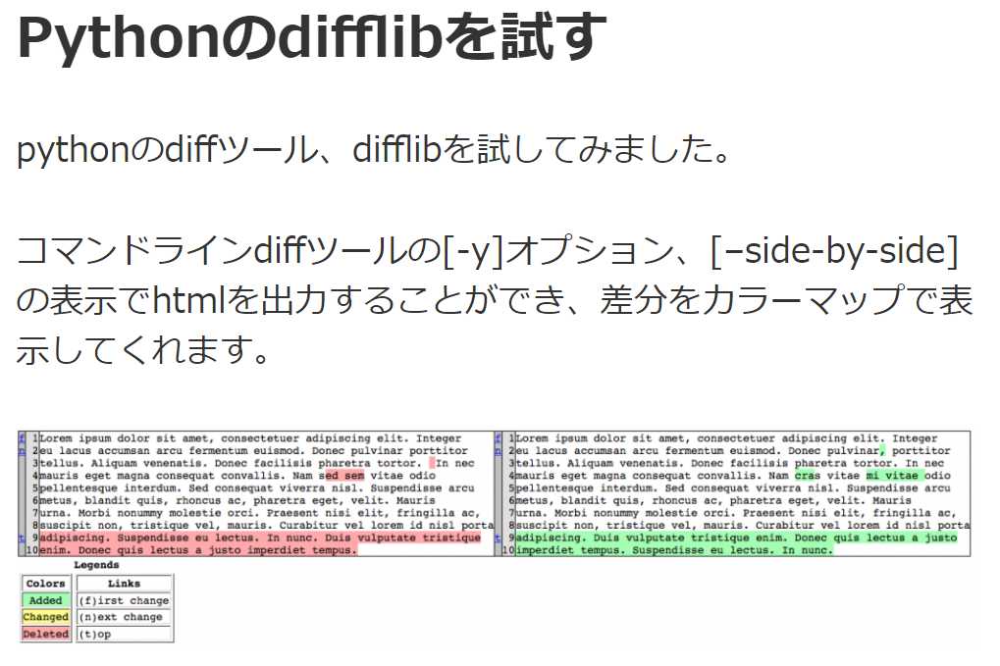 Pythonのdifflibを試す
pythonのdiffツール、difflibを試してみました。
コマンドラインdiffツールの[-y]オプション、[–side-by-side]
の表示でhtmlを出力することができ、差分をカラーマップで表
示してくれます。
f 1 Lorem ipsum dolor sit amet, consectetuer adipiscing elit. Integer f 1 Lorem ipsum dolor sit amet, consectetuer adipiscing elit. Integer
n 2 eu lacus accumsan arcu fermentum euismod. Donec pulvinar porttitor n 2 eu lacus accumsan arcu fermentum euismod. Donec pulvinar, porttitor
3 tellus. Aliquam venenatis. Donec facilisis pharetra tortor. In nec 3 tellus. Aliquam venenatis. Donec facilisis pharetra tortor. In nec
4 mauris eget magna consequat convallis. Nam sed sem vitae odio 4 mauris eget magna consequat convallis. Nam cras vitae mi vitae odio
5 pellentesque interdum. Sed consequat viverra nisl. Suspendisse arcu 5 pellentesque interdum. Sed consequat viverra nisl. Suspendisse arcu
6 metus, blandit quis, rhoncus ac, pharetra eget, velit. Mauris 6 metus, blandit quis, rhoncus ac, pharetra eget, velit. Mauris
7 urna. Morbi nonummy molestie orci. Praesent nisi elit, fringilla ac, 7 urna. Morbi nonummy molestie orci. Praesent nisi elit, fringilla ac,
8 suscipit non, tristique vel, mauris. Curabitur vel lorem id nisl porta 8 suscipit non, tristique vel, mauris. Curabitur vel lorem id nisl porta
t 9 adipiscing. Suspendisse eu lectus. In nunc. Duis vulputate tristique t 9 adipiscing. Duis vulputate tristique enim. Donec quis lectus a justo
10 enim. Donec quis lectus a justo imperdiet tempus. 10 imperdiet tempus. Suspendisse eu lectus. In nunc.
Legends
Colors Links
Added (f)irst change
Changed (n)ext change
Deleted (t)op